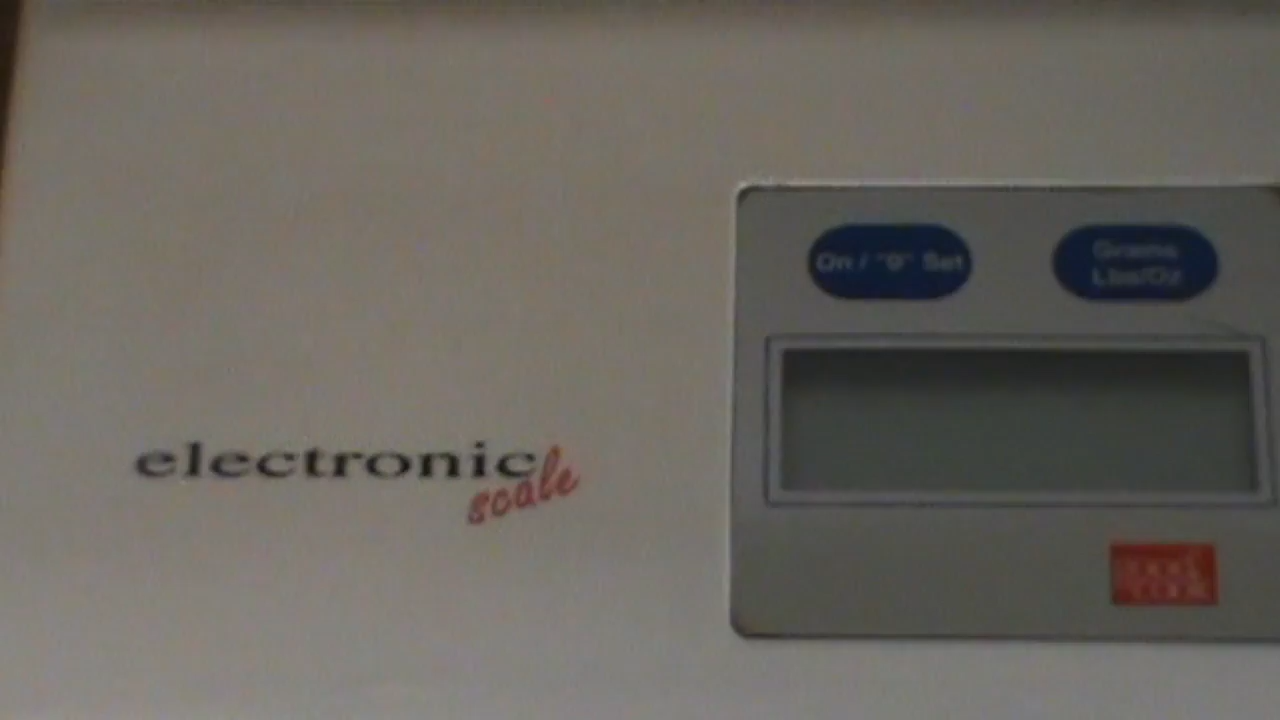 On / "0" Set
Grams
Lbs/Oz
electronic
scale